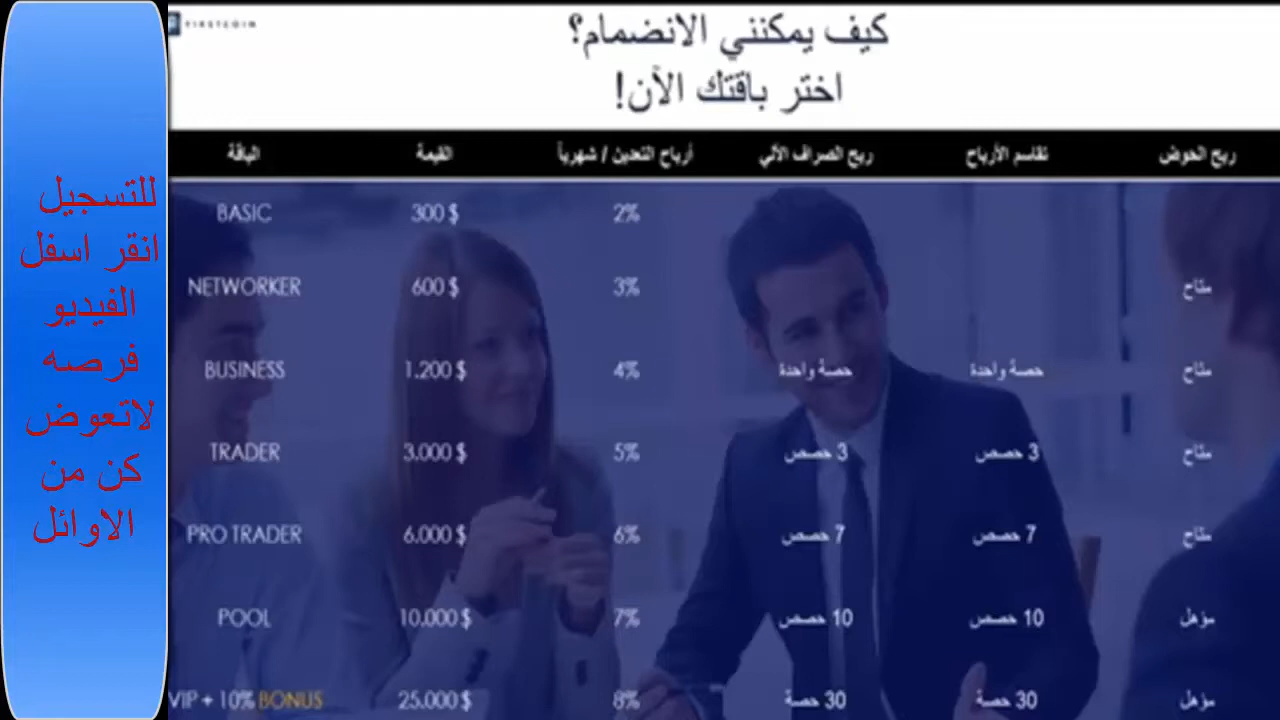 FIRSTCOIN
كيف يمكنني الانضمام؟
اختر باقتك الآن!
الباقة القيمة أرباح التعدين / شهرياً ربح الصراف الآلي تقاسم الأرباح ربح الحوض
BASIC 300 $ 2%
NETWORKER 600 $ 3% متاح
BUSINESS 1.200 $ 4% حصة واحدة حصة واحدة متاح
TRADER 3.000 $ 5% 3 حصص 3 حصص متاح
PRO TRADER 6.000 $ 6% 7 حصص 7 حصص متاح
POOL 10.000 $ 7% 10 حصص 10 حصص مؤهل
VIP + 10% BONUS 25.000 $ 8% 30 حصة 30 حصة مؤهل
للتسجيل
انقر اسفل
الفيديو
فرصه
لاتعوض
كن من
الاوائل